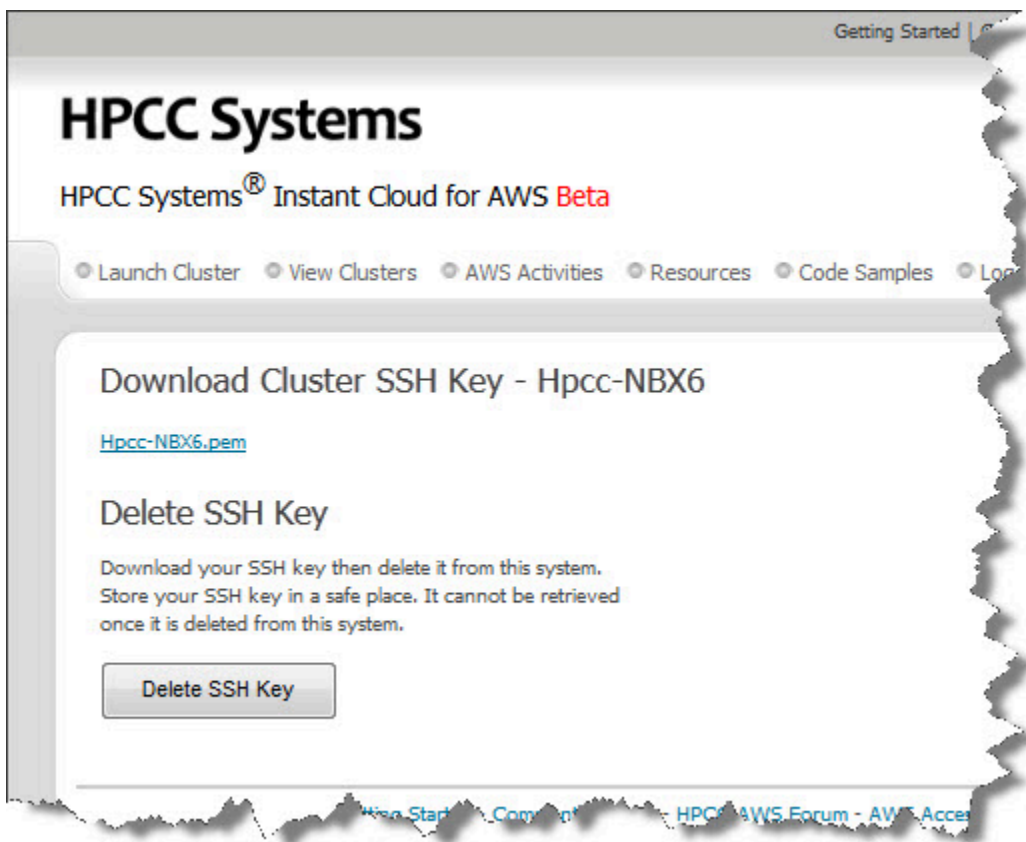 Getting Started |
HPCC Systems
HPCC Systems® Instant Cloud for AWS Beta
Launch Cluster View Clusters AWS Activities Resources Code Samples
Download Cluster SSH Key - Hpcc-NBX6
Hpcc-NBX6.pem
Delete SSH Key
Download your SSH key then delete it from this system.
Store your SSH key in a safe place. It cannot be retrieved
once it is deleted from this system.
Delete SSH Key
- AWS Forum -